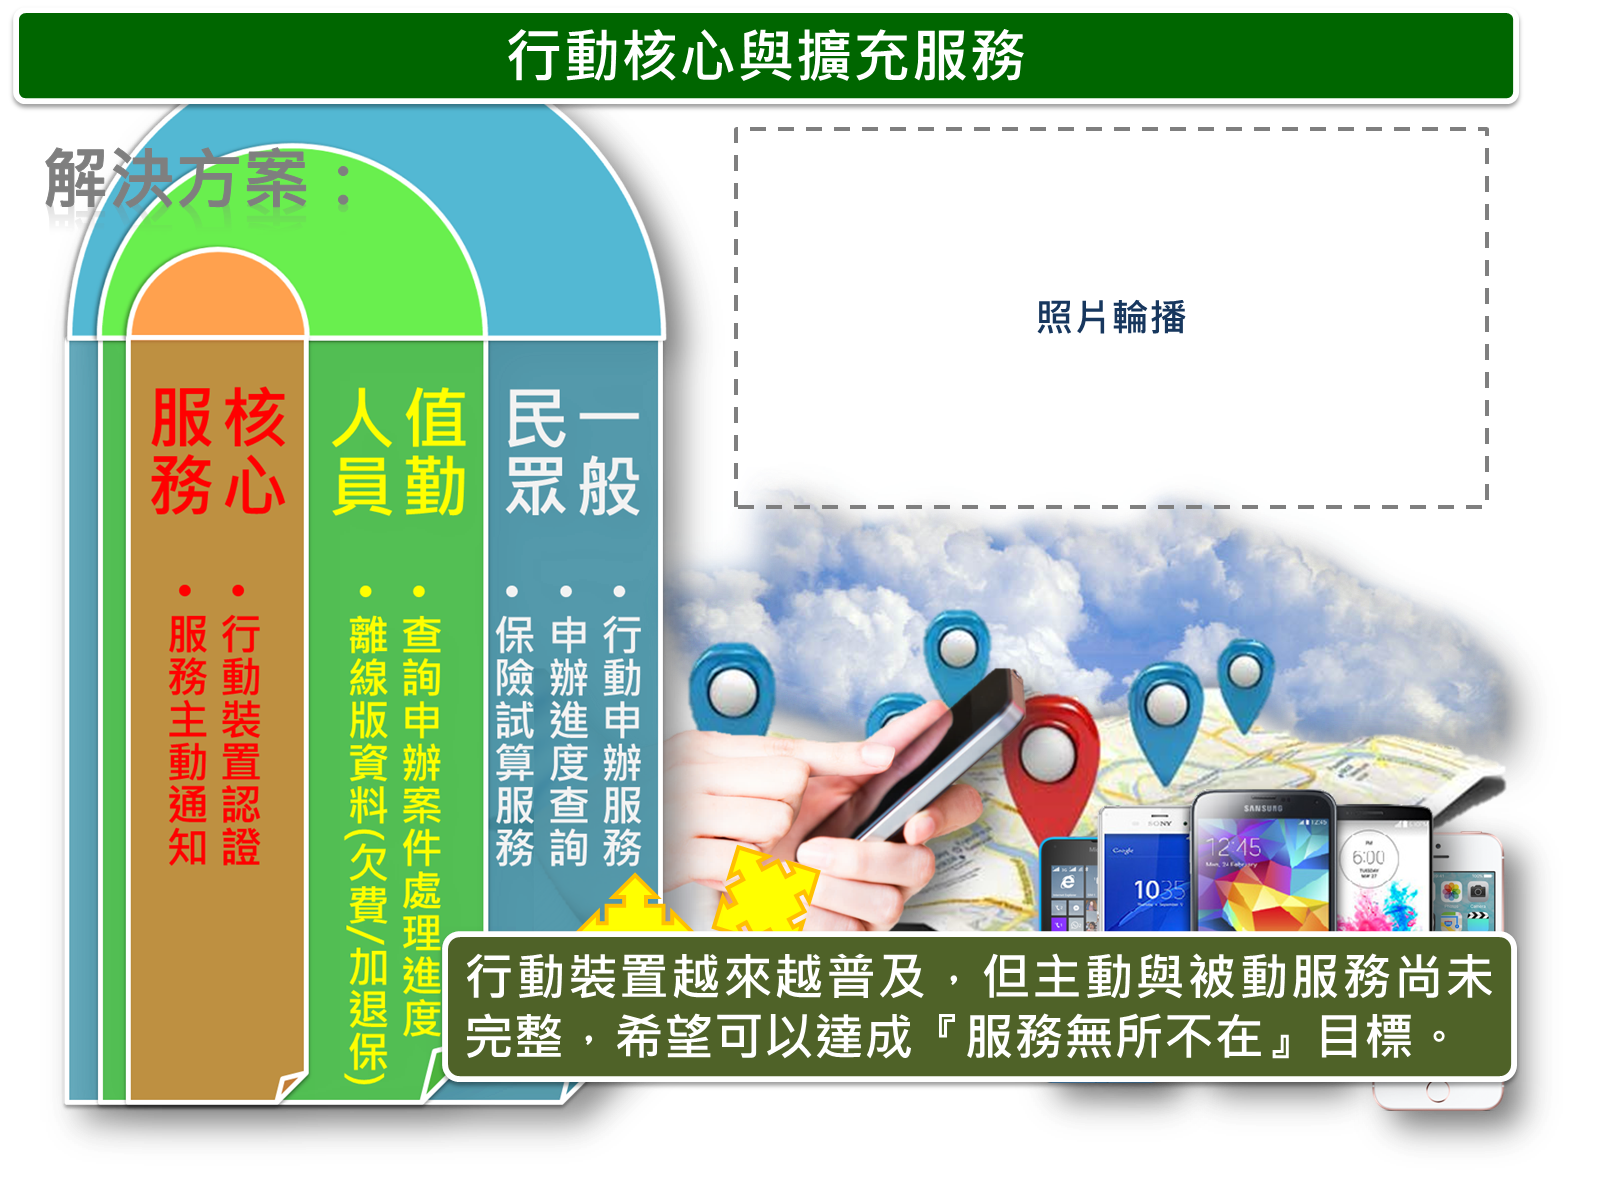 行動核心與擴充服務
解決方案：
照片輪播
核心
服務
行動裝置認證
服務主動通知
值勤
人員
查詢申辦案件處理進度
離線版資料(欠費/加退保)
一般
民眾
行動申辦服務
申辦進度查詢
保險試算服務
SONY
Google
SAMSUNG
12:45
6:00
行動裝置越來越普及，但主動與被動服務尚未
完整，希望可以達成『服務無所不在』目標。